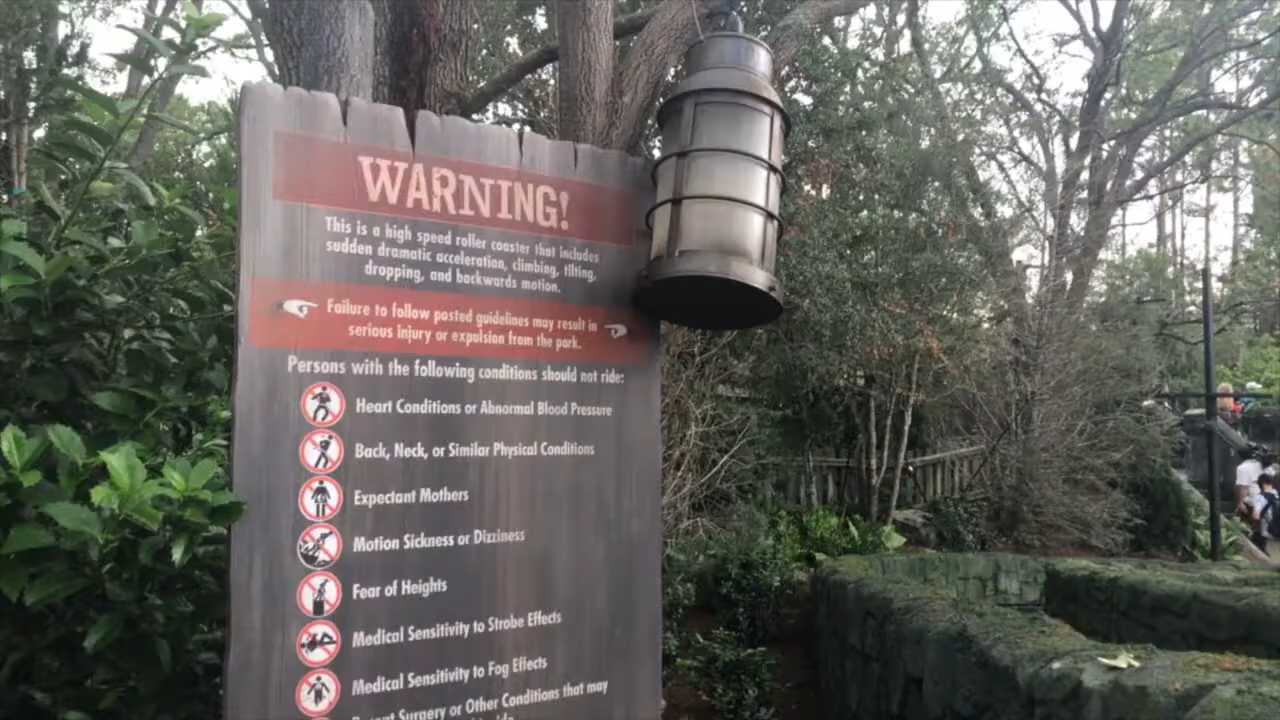 WARNING!
This is a high speed roller coaster that includes
sudden dramatic acceleration, climbing, tilting,
dropping, and backwards motion.
Failure to follow posted guidelines may result in
serious injury or expulsion from the park.
Persons with the following conditions should not ride:
Heart Conditions or Abnormal Blood Pressure
Back, Neck, or Similar Physical Conditions
Expectant Mothers
Motion Sickness or Dizziness
Fear of Heights
Medical Sensitivity to Strobe Effects
Medical Sensitivity to Fog Effects
Recent Surgery or Other Conditions that may